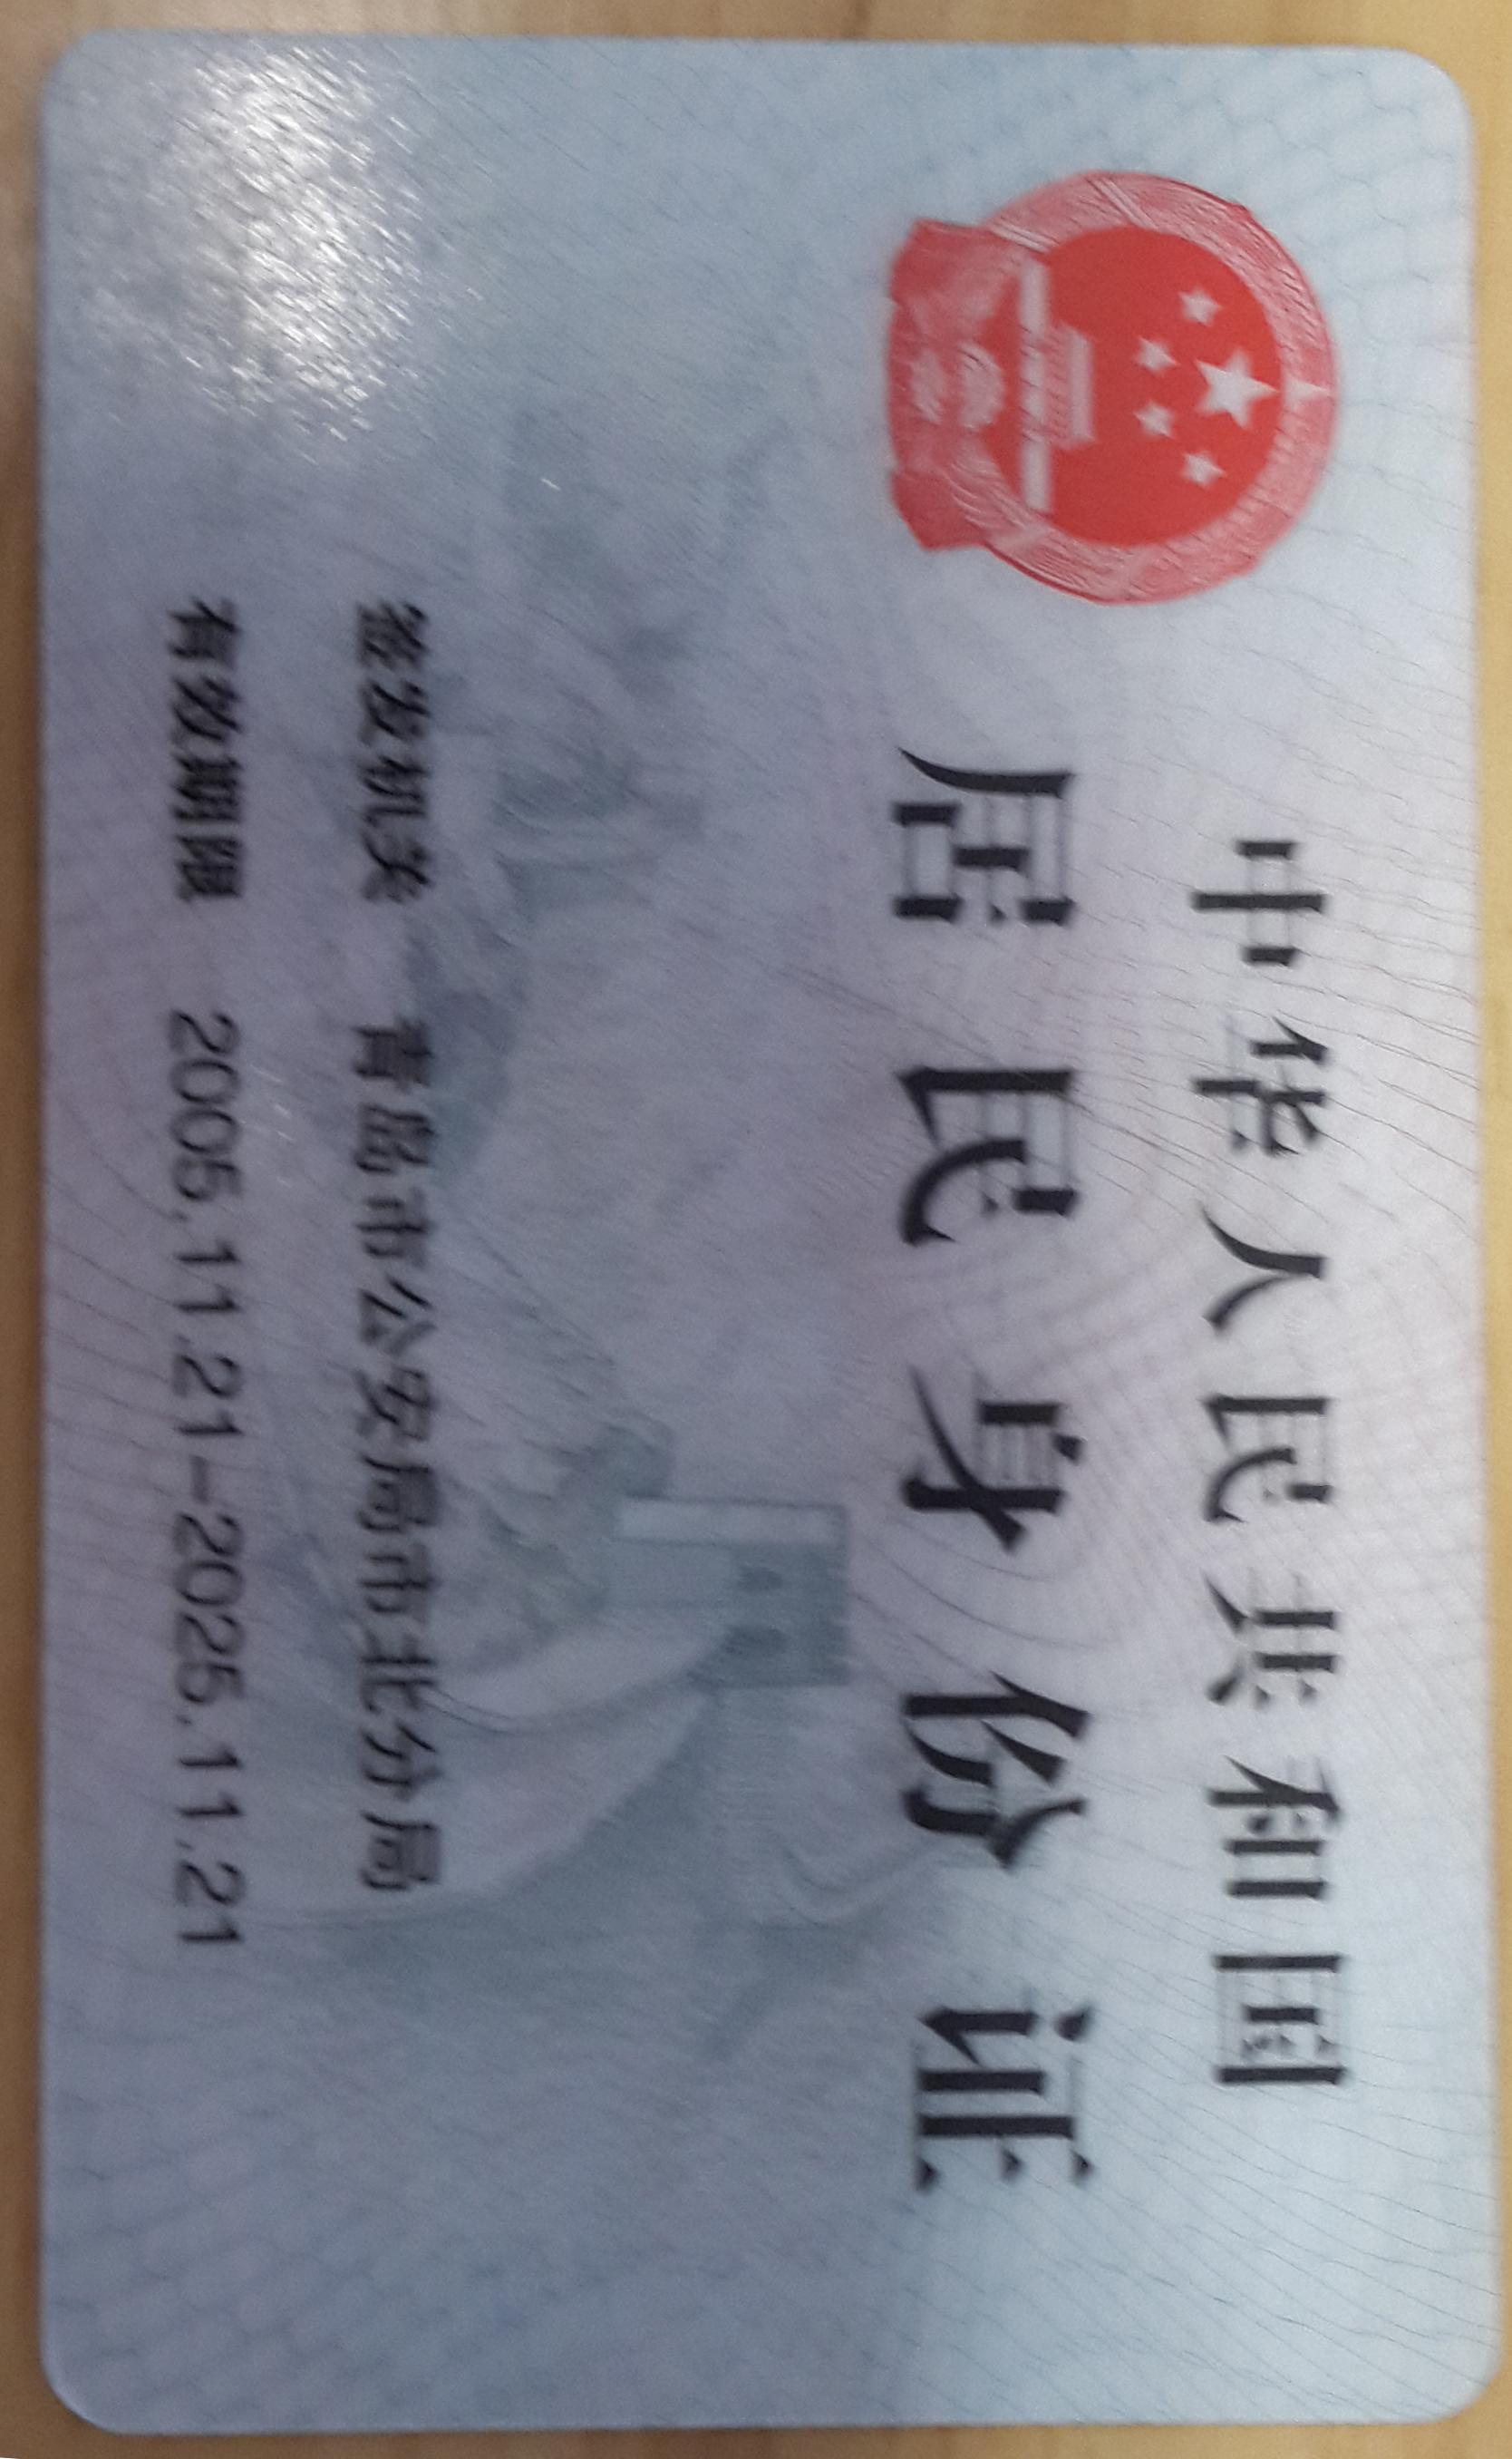 中华人民共和国
居民身份证
签发机关 青岛市公安局市北分局
有效期限 2005.11.21-2025.11.21